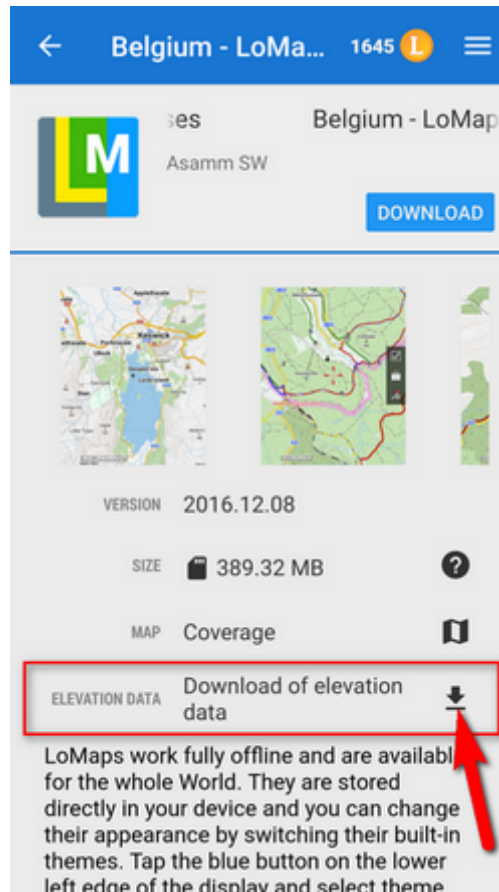 Belgium - LoMa... 1645 L
M
es Belgium - LoMap
Asamm SW
DOWNLOAD
Keswick
VERSION 2016.12.08
SIZE 389.32 MB ?
MAP Coverage
ELEVATION DATA Download of elevation
data
LoMaps work fully offline and are availabl
for the whole World. They are stored
directly in your device and you can change
their appearance by switching their built-in
themes. Tap the blue button on the lower
left edge of the display and select theme